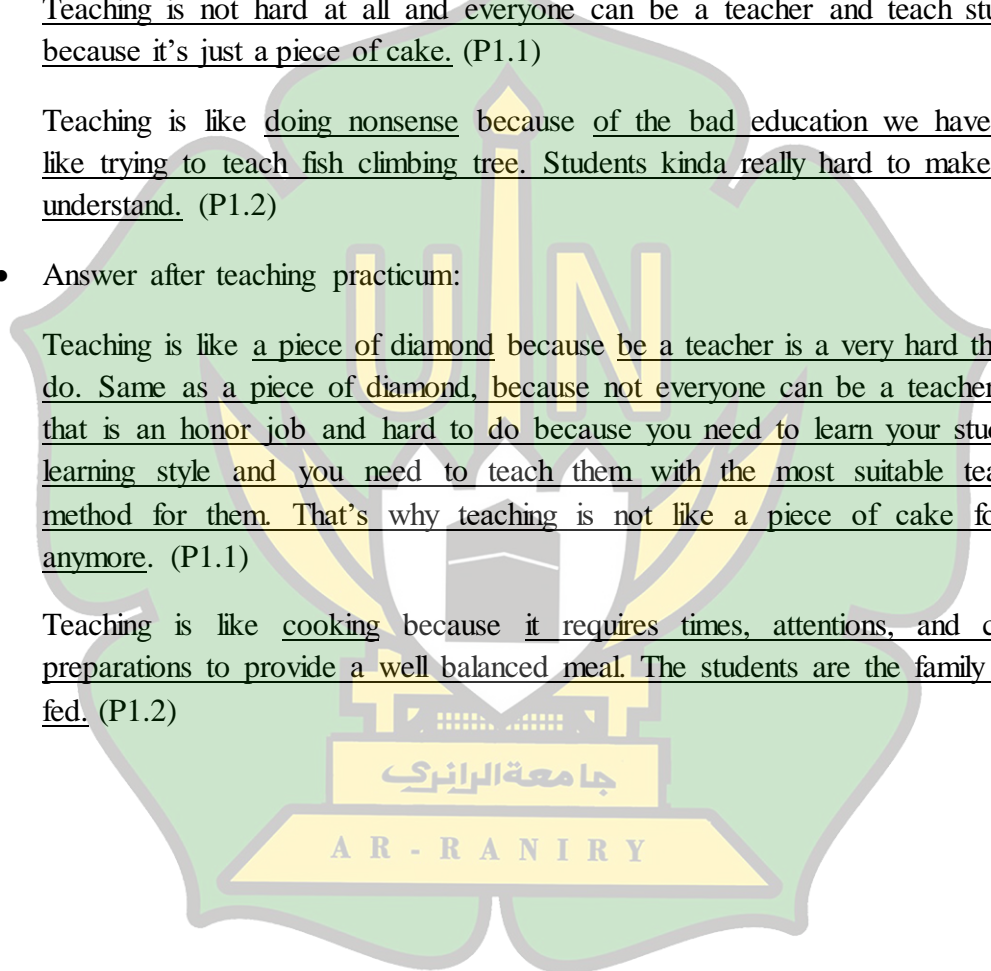 Teaching is not hard at all and everyone can be a teacher and teach
because it's just a piece of cake. (P1.1)
Teaching is like doing nonsense because of the bad education we have
like trying to teach fish climbing tree. Students kinda really hard to make
understand. (P1.2)
• Answer after teaching practicum:
Teaching is like a piece of diamond because be a teacher is a very hard
do. Same as a piece of diamond, because not everyone can be a teacher
that is an honor job and hard to do because you need to learn your
learning style and you need to teach them with the most suitable
method for them. That's why teaching is not like a piece of cake
anymore. (P1.1)
Teaching is like cooking because it requires times, attentions, and
preparations to provide a well balanced meal. The students are the family
fed. (P1.2)
UIN
جامعة الرانري
AR-RANIRY